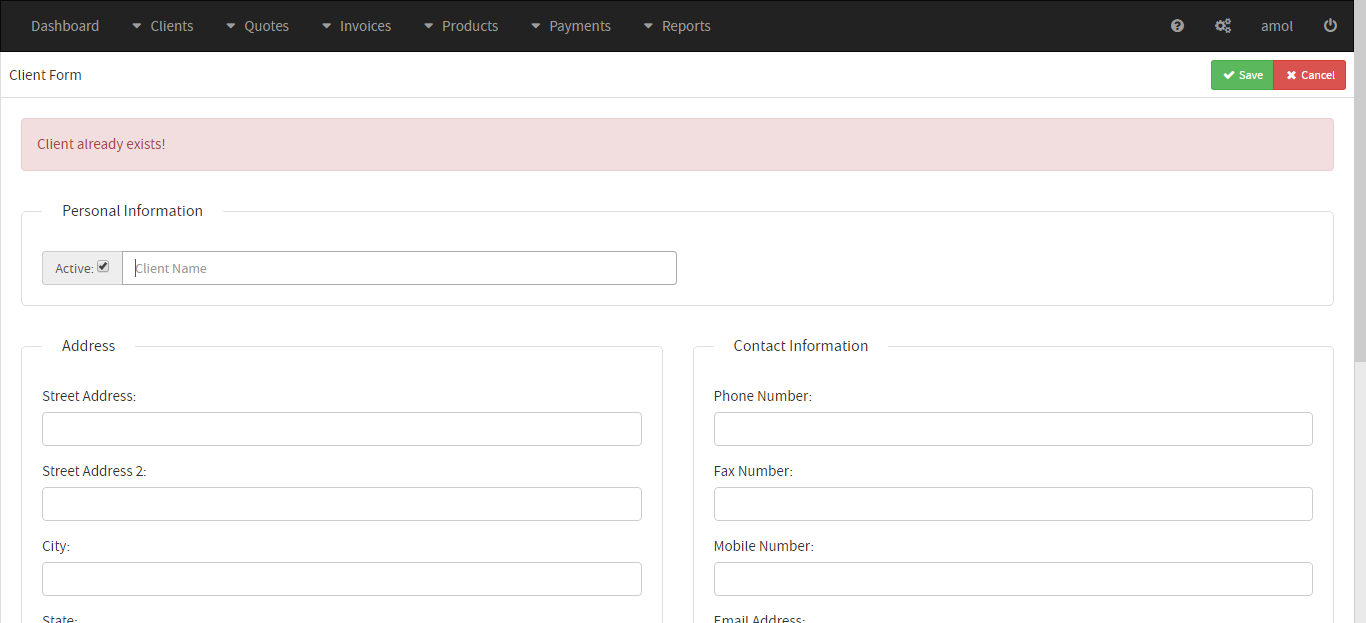 Dashboard Clients Quotes Invoices Products Payments Reports amol
Client Form Save Cancel
Client already exists!
Personal Information
Active: Client Name
Address
Contact Information
Street Address:
Phone Number:
Street Address 2:
Fax Number:
City:
Mobile Number:
State:
Email Address: